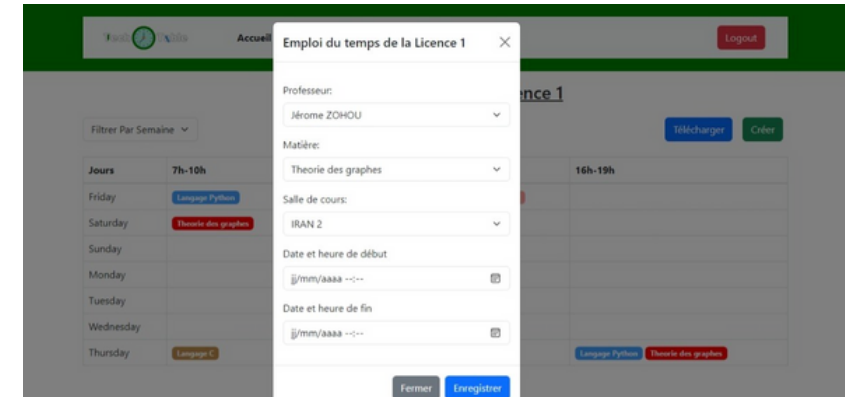 Accueil
Logout
Emploi du temps de la Licence 1
ence 1
Filtrer Par Semaine
Télécharger
Créer
Professeur:
Jérome ZOHOU
Matière:
Theorie des graphes
Salle de cours:
IRAN 2
Date et heure de début
jj/mm/aaaa --:--
Date et heure de fin
jj/mm/aaaa --:--
Fermer
Enregistrer
Jours 7h-10h 16h-19h
Friday Langage Python
Saturday Theorie des graphes
Sunday
Monday
Tuesday
Wednesday
Thursday Langage C Langage Python Theorie des graphes